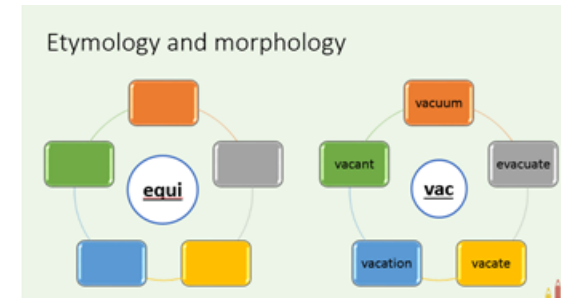 Etymology and morphology
equi
vacuum
vacant
evacuate
vac
vacation
vacate